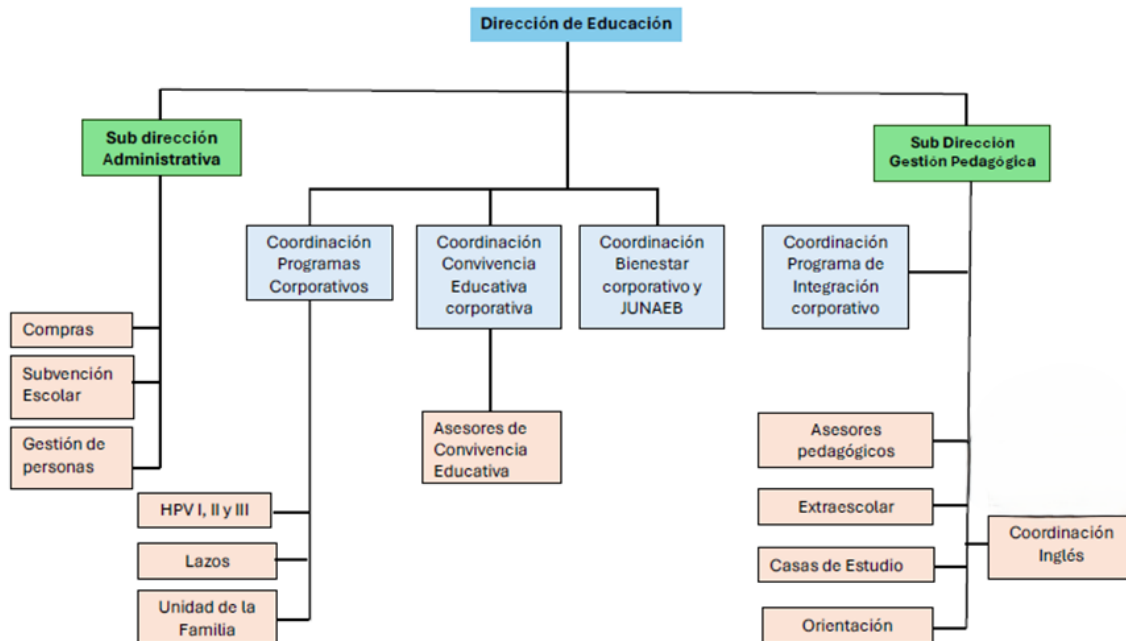 Dirección de Educación
Sub dirección
Administrativa
Sub Dirección
Gestión Pedagógica
Coordinación
Programas
Corporativos
Coordinación
Convivencia
Educativa
corporativa
Coordinación
Bienestar
corporativo y
JUNAEB
Coordinación
Programa de
Integración
corporativo
Compras
Subvención
Escolar
Gestión de
personas
Asesores de
Convivencia
Educativa
Asesores
pedagógicos
HPV I, II y III
Extraescolar
Coordinación
Inglés
Lazos
Casas de Estudio
Unidad de la
Familia
Orientación